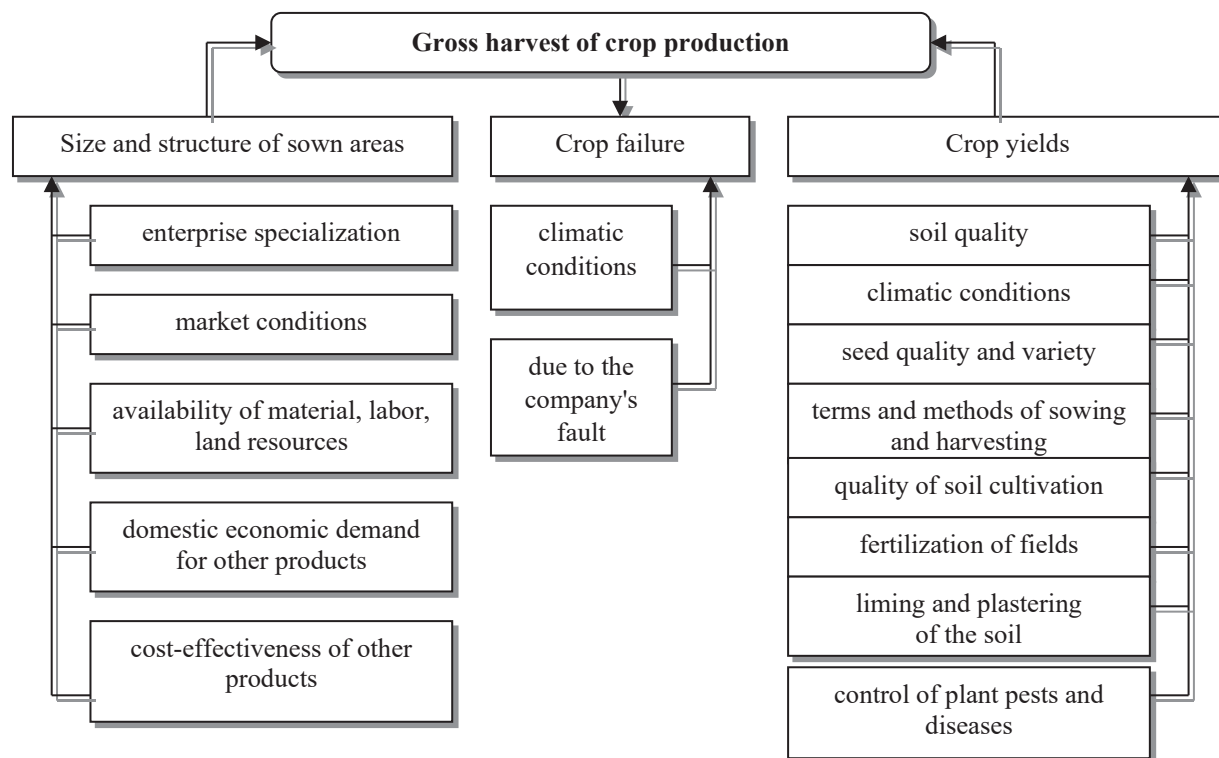 Gross harvest of crop production
Size and structure of sown areas
enterprise specialization
market conditions
availability of material, labor,
land resources
domestic economic demand
for other products
cost-effectiveness of other
products
Crop failure
climatic
conditions
due to the
company's
fault
Crop yields
soil quality
climatic conditions
seed quality and variety
terms and methods of sowing
and harvesting
quality of soil cultivation
fertilization of fields
liming and plastering
of the soil
control of plant pests and
diseases